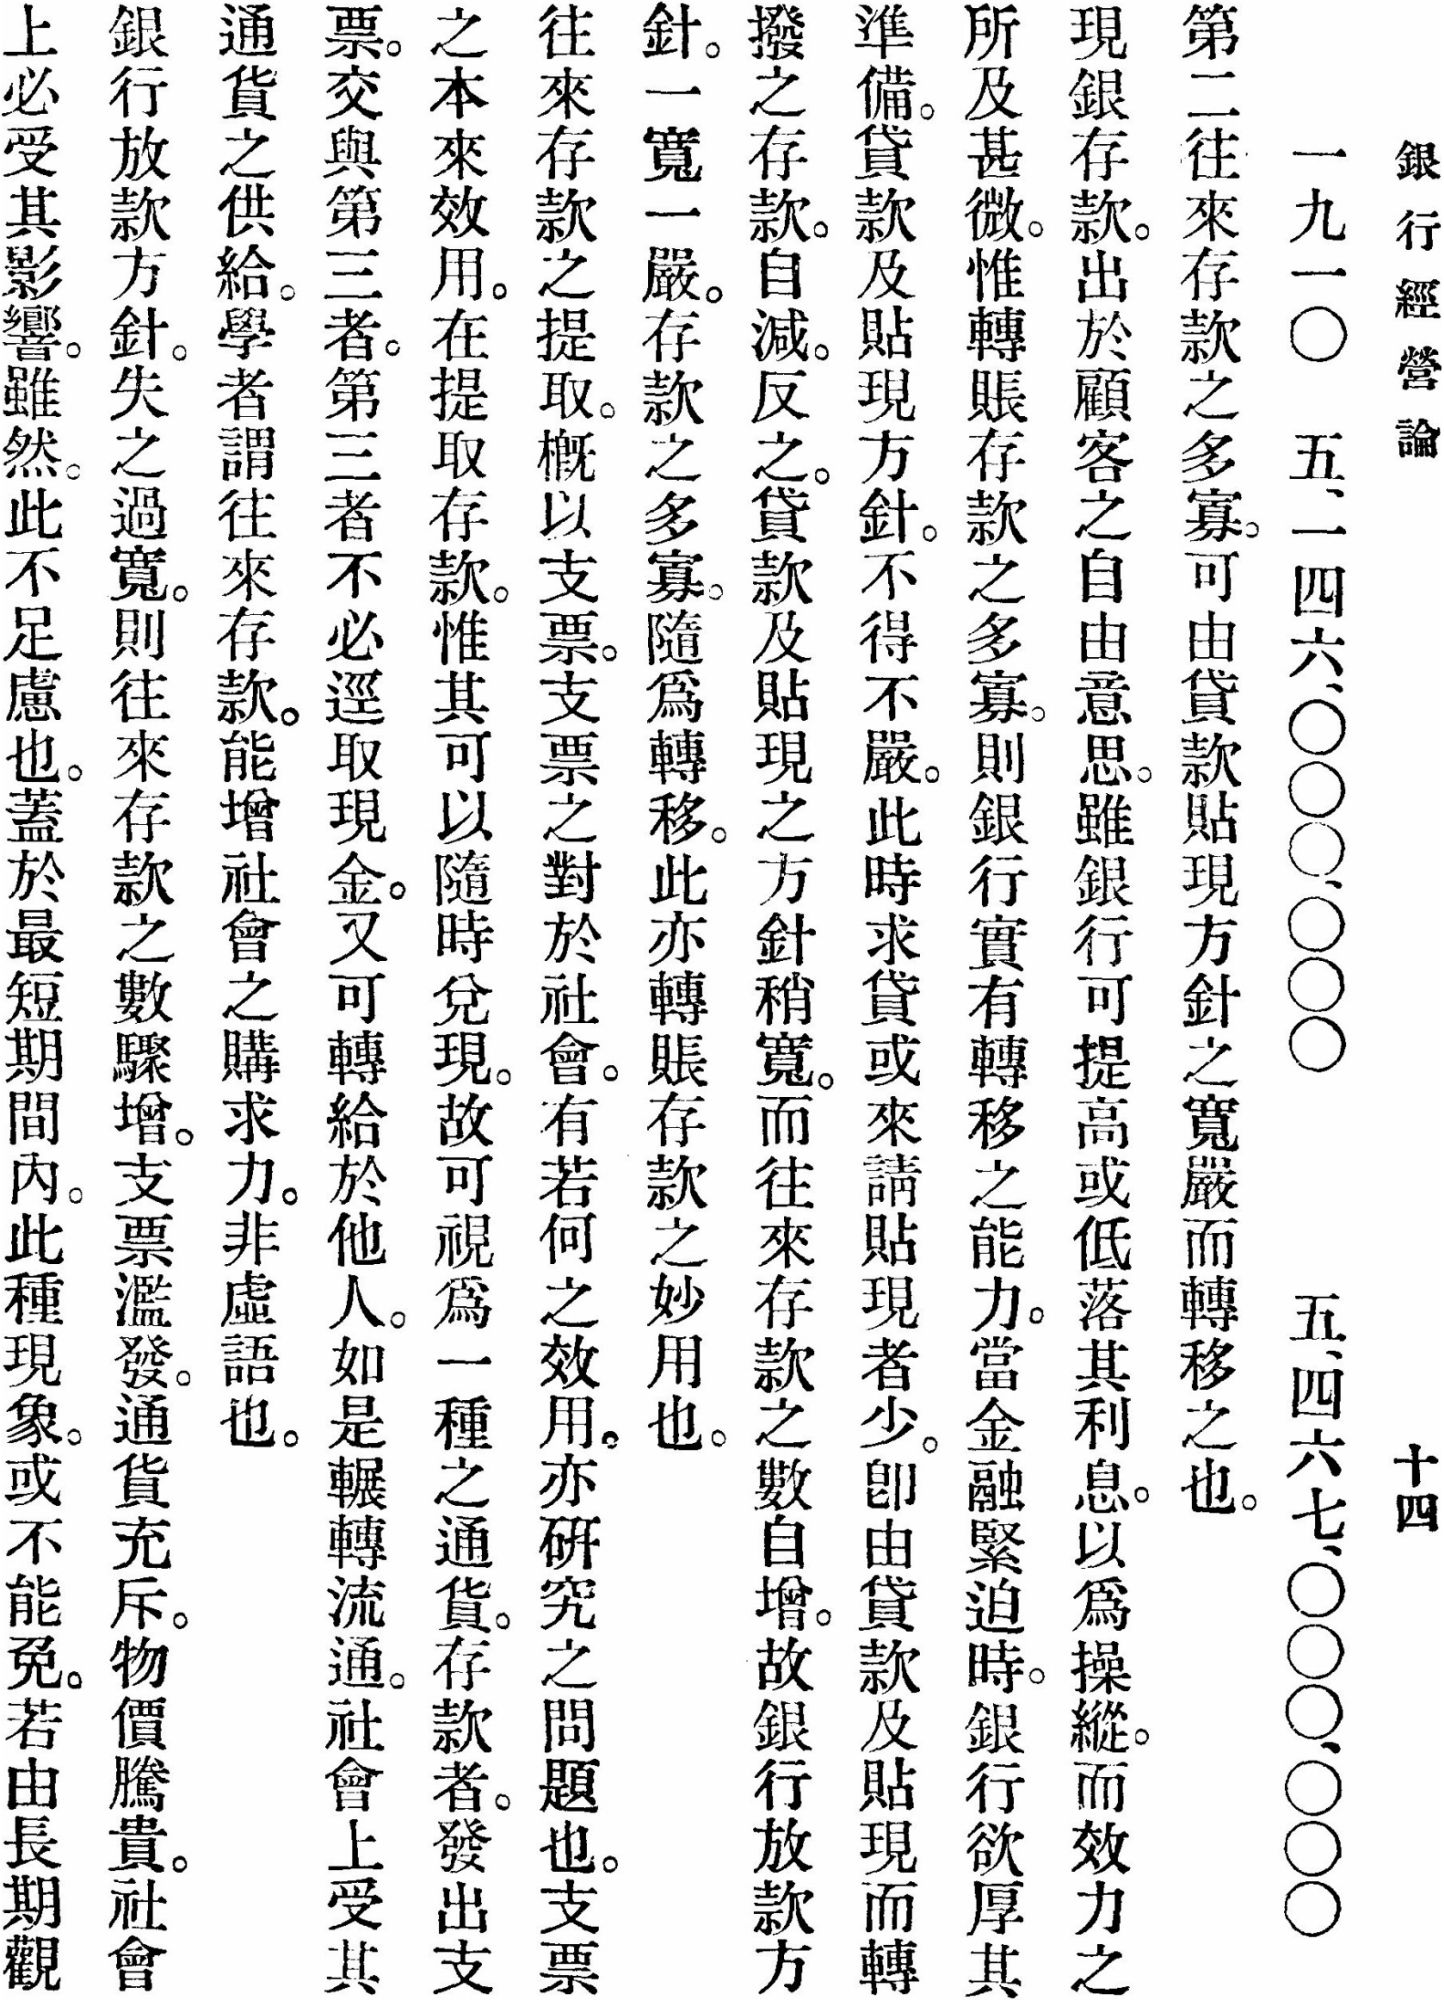 銀行經營論　十四
一九一〇　五、一四六、〇〇〇、〇〇〇　五、四六七、〇〇〇、〇〇〇
第二往來存款之多寡。可由貸款貼現方針之寬嚴而轉移之也。
現銀存款。出於顧客之自由意思。雖銀行可提高或低落其利息。以爲操縱。而效力之
所及甚微。惟轉賬存款之多寡。則銀行實有轉移之能力。當金融緊迫時。銀行欲厚其
準備。貸款及貼現方針。不得不嚴。此時求貸或來請貼現者少。卽由貸款及貼現而轉
撥之存款。自減。反之。貸款及貼現之方針稍寬。而往來存款之數自增。故銀行放款方
針。一寬一嚴。存款之多寡。隨爲轉移。此亦轉賬存款之妙用也。
往來存款之提取。槪以支票。支票之對於社會。有若何之效用。亦硏究之問題也。支票
之本來效用。在提取存款。惟其可以隨時兌現。故可視爲一種之通貨。存款者。發出支
票。交與第三者。第三者不必逕取現金。又可轉給於他人。如是輾轉流通。社會上受其
通貨之供給。學者謂往來存款。能增社會之購求力。非虛語也。
銀行放款方針。失之過寬。則往來存款之數驟增。支票濫發。通貨充斥。物價騰貴。社會
上必受其影響。雖然。此不足慮也。蓋於最短期間內。此種現象。或不能免。若由長期觀